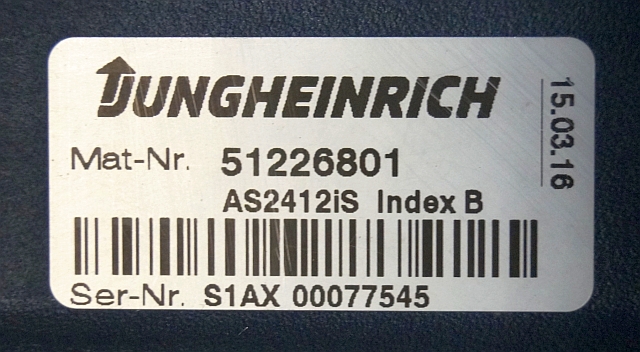 JUNGHEINRICH
Mat-Nr. 51226801
AS2412iS Index B
Ser-Nr. S1AX 00077545
15.03.16